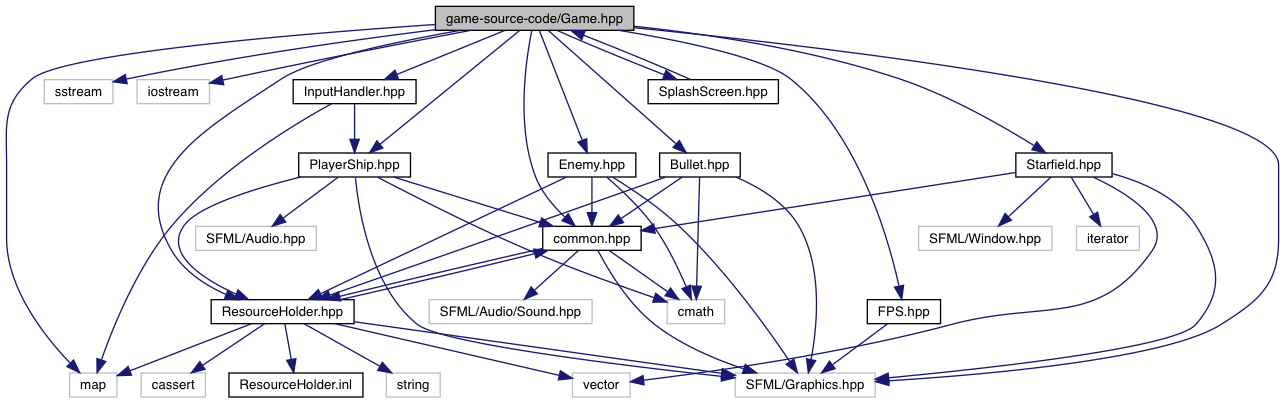 game-source-code/Game.hpp
sstream
iostream
InputHandler.hpp
SplashScreen.hpp
PlayerShip.hpp
Enemy.hpp
Bullet.hpp
Starfield.hpp
SFML/Audio.hpp
common.hpp
SFML/Window.hpp
iterator
ResourceHolder.hpp
SFML/Audio/Sound.hpp
cmath
FPS.hpp
map
cassert
ResourceHolder.inl
string
vector
SFML/Graphics.hpp